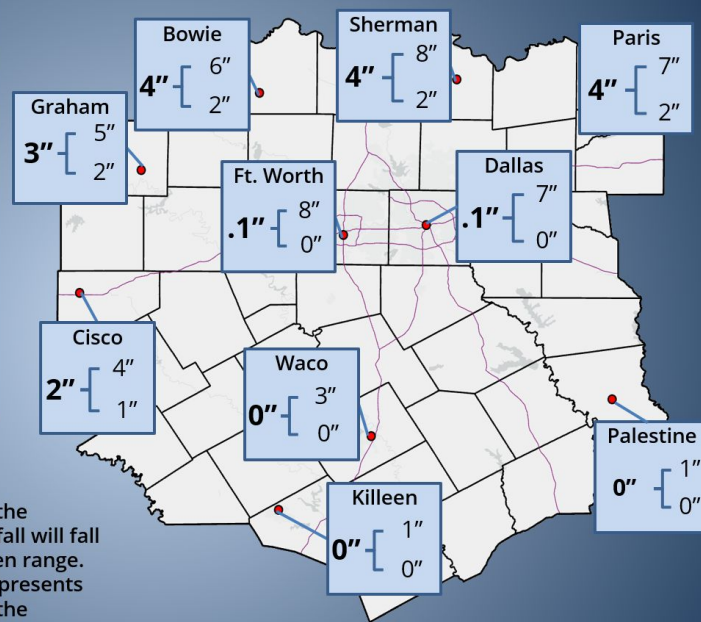 Bowie
4” 6”
2”
Sherman
4” 8”
2”
Paris
4” 7”
2”
Graham
3” 5”
2”
Ft. Worth
.1” 8”
0”
Dallas
.1” 7”
0”
Cisco
2” 4”
1”
Waco
0” 3”
0”
Palestine
0” 1”
0”
Killeen
0” 1”
0”
the
fall will fall
en range.
presents
the